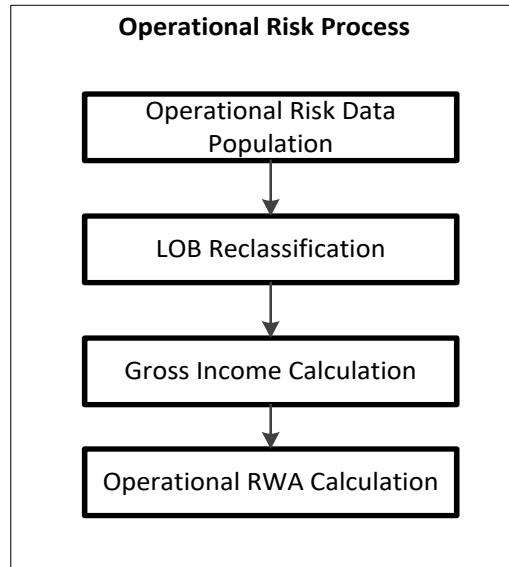 Operational Risk Process
Operational Risk Data
Population
LOB Reclassification
Gross Income Calculation
Operational RWA Calculation